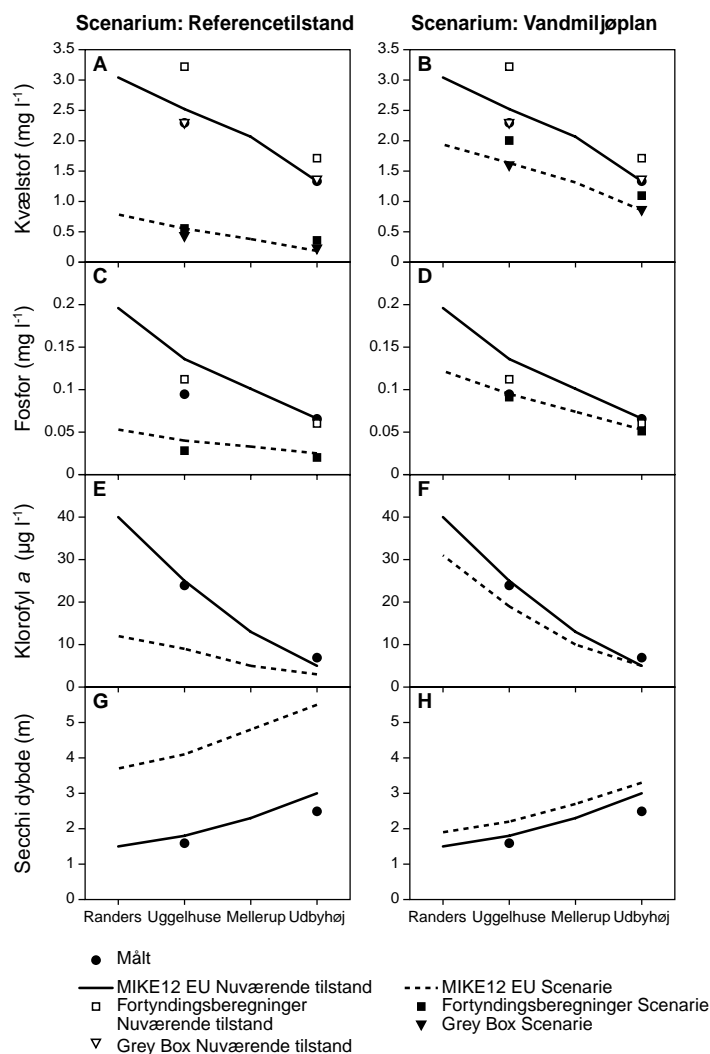 Scenarium: Referencetilstand
Scenarium: Vandmiljøplan
Kvælstof (mg l-1)
3.5
3.0
2.5
2.0
1.5
1.0
0.5
0
A
B
Fosfor (mg l-1)
0.2
0.15
0.1
0.05
0
C
D
Klorofyl a (µg l-1)
40
30
20
10
0
E
F
Secchi dybde (m)
5
4
3
2
1
0
G
H
Randers Uggelhuse Mellerup Udbyhøj
Randers Uggelhuse Mellerup Udbyhøj
Målt
MIKE12 EU Nuværende tilstand
Fortyndingsberegninger
Nuværende tilstand
Grey Box Nuværende tilstand
MIKE12 EU Scenarie
Fortyndingsberegninger Scenarie
Grey Box Scenarie